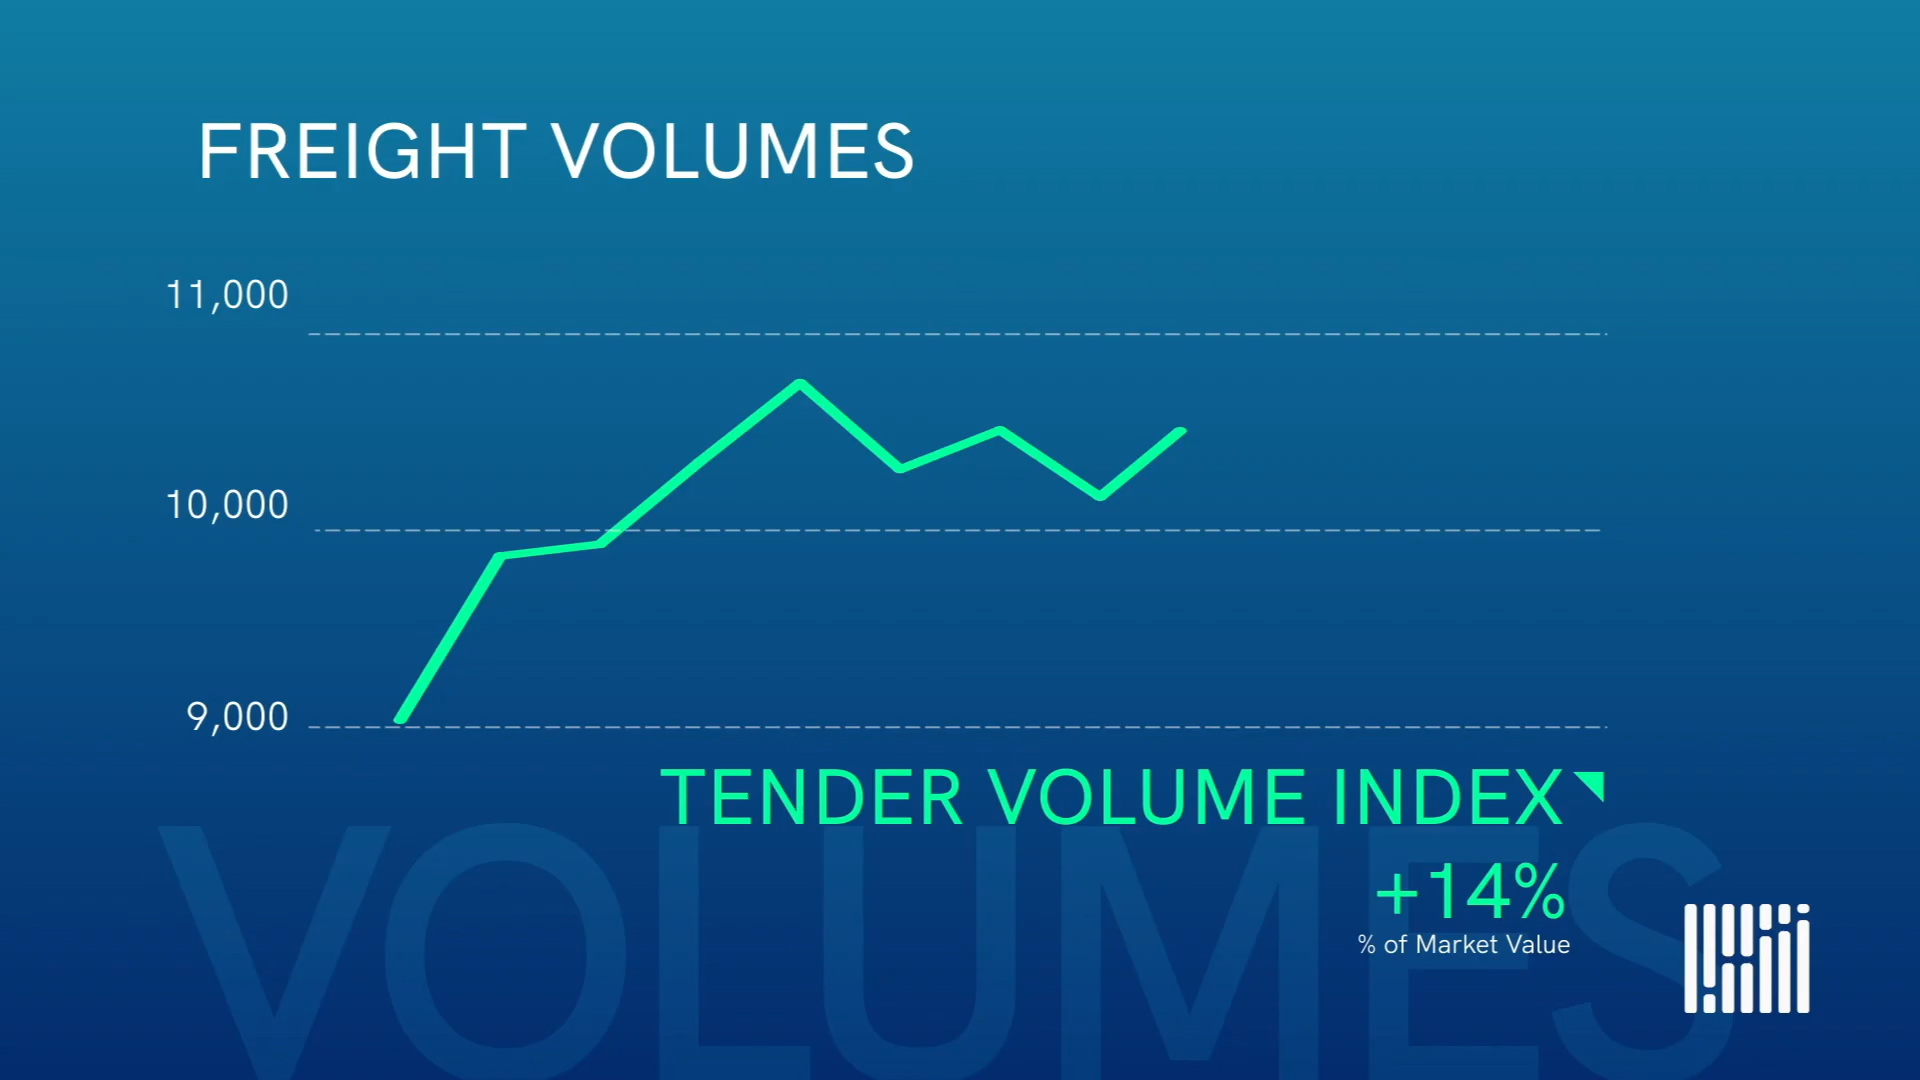 FREIGHT VOLUMES
11,000
10,000
9,000
TENDER VOLUME INDEX
+14%
% of Market Value
VOLUMES